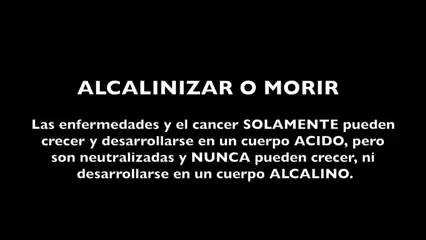 ALCALINIZAR O MORIR
Las enfermedades y el cancer SOLAMENTE pueden
crecer y desarrollarse en un cuerpo ACIDO, pero
son neutralizadas y NUNCA pueden crecer, ni
desarrollarse en un cuerpo ALCALINO.